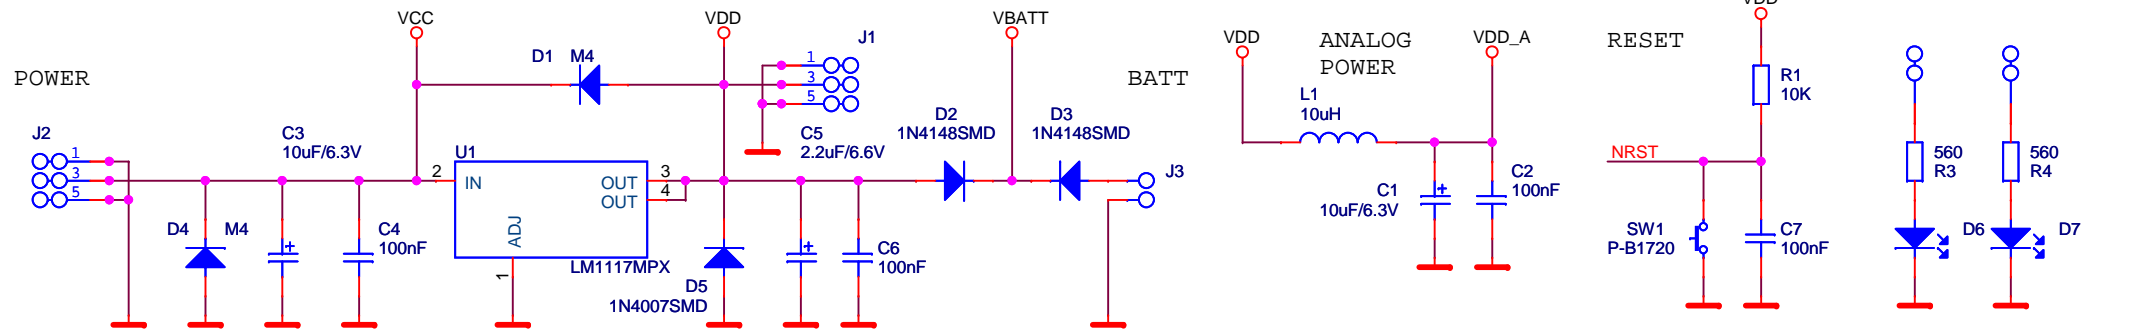 POWER
J2
1
3
5
D4 M4
C3
10uF/6.3V
C4
100nF
VCC
D1 M4
U1
2
IN
OUT 3
OUT 4
ADJ
1
LM1117MPX
VDD
J1
1
3
5
C5
2.2uF/6.6V
D5
1N4007SMD
C6
100nF
VBATT
D2
1N4148SMD
D3
1N4148SMD
BATT
J3
VDD
ANALOG
POWER
VDD_A
L1
10uH
C1
10uF/6.3V
C2
100nF
RESET
VDD
R1
10K
NRST
SW1
P-B1720
C7
100nF
560
R3
D6
560
R4
D7